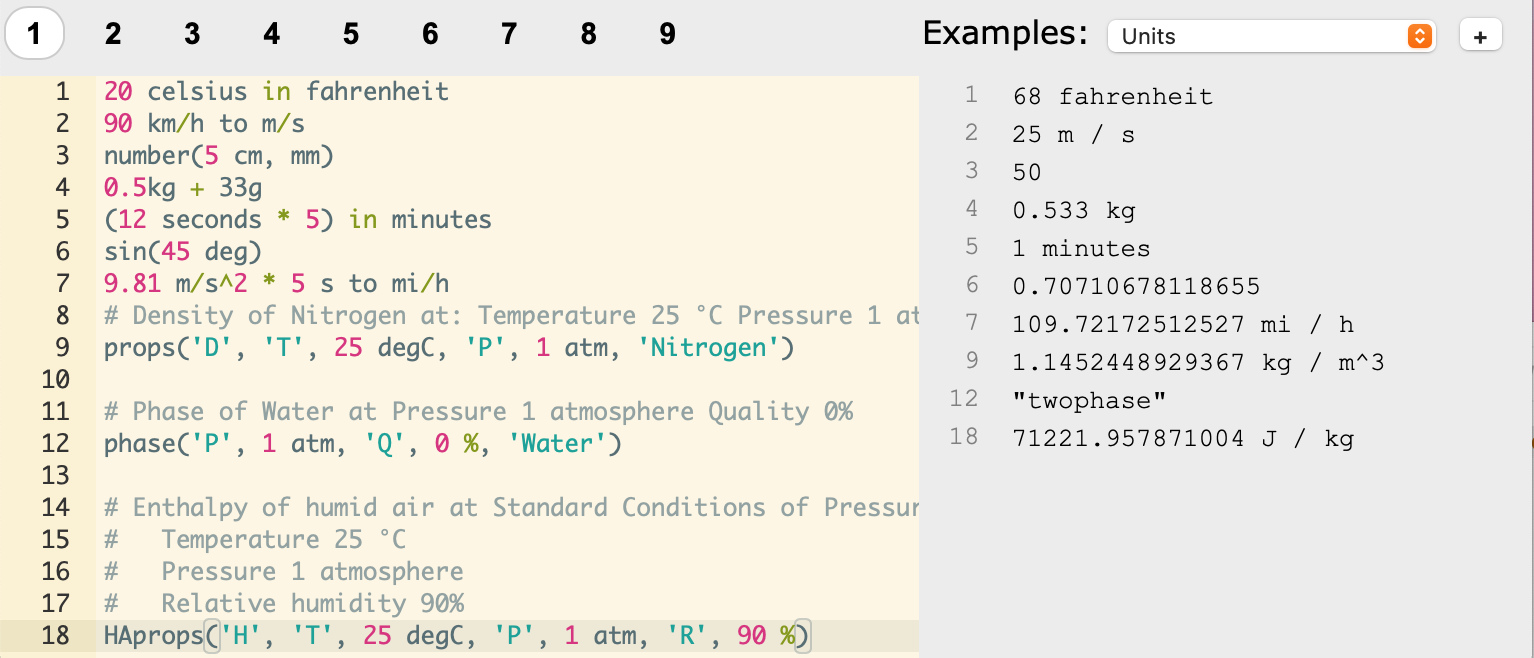 1 2 3 4 5 6 7 8 9 Examples: Units +
1 20 celsius in fahrenheit
2 90 km/h to m/s
3 number(5 cm, mm)
4 0.5kg + 33g
5 (12 seconds * 5) in minutes
6 sin(45 deg)
7 9.81 m/s^2 * 5 s to mi/h
8 # Density of Nitrogen at: Temperature 25 °C Pressure 1 at
9 props('D', 'T', 25 degC, 'P', 1 atm, 'Nitrogen')
10
11 # Phase of Water at Pressure 1 atmosphere Quality 0%
12 phase('P', 1 atm, 'Q', 0 %, 'Water')
13
14 # Enthalpy of humid air at Standard Conditions of Pressur
15 #   Temperature 25 °C
16 #   Pressure 1 atmosphere
17 #   Relative humidity 90%
18 HAprops('H', 'T', 25 degC, 'P', 1 atm, 'R', 90 %)
1 68 fahrenheit
2 25 m / s
3 50
4 0.533 kg
5 1 minutes
6 0.70710678118655
7 109.72172512527 mi / h
9 1.1452448929367 kg / m^3
12 "twophase"
18 71221.957871004 J / kg